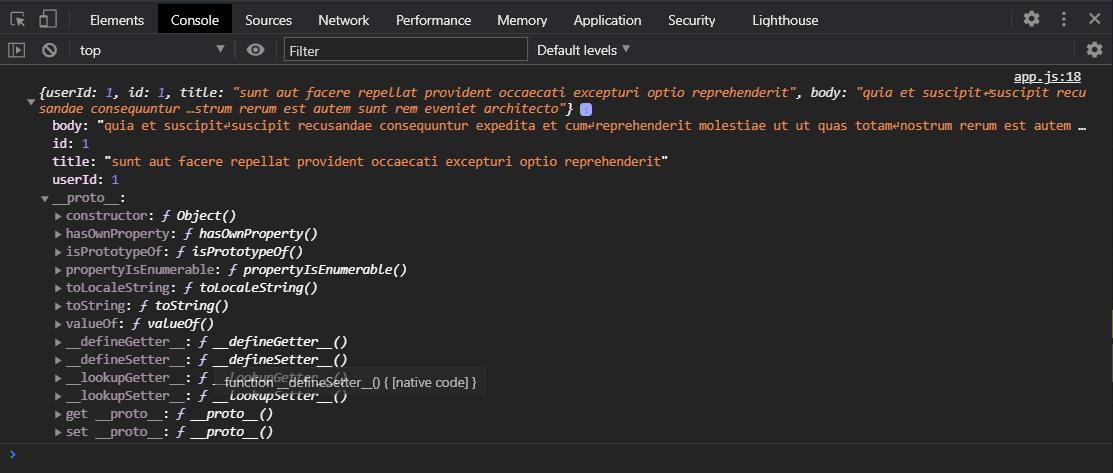 Elements Console Sources Network Performance Memory Application Security Lighthouse
top Filter Default levels
app.js:18
{userId: 1, id: 1, title: "sunt aut facere repellat provident occaecati excepturi optio reprehenderit", body: "quia et suscipit↵suscipit recu
sandae consequuntur …strum rerum est autem sunt rem eveniet architecto"} i
body: "quia et suscipit↵suscipit recusandae consequuntur expedita et cum↵reprehenderit molestiae ut ut quas totam↵nostrum rerum est autem …
id: 1
title: "sunt aut facere repellat provident occaecati excepturi optio reprehenderit"
userId: 1
__proto__:
constructor: ƒ Object()
hasOwnProperty: ƒ hasOwnProperty()
isPrototypeOf: ƒ isPrototypeOf()
propertyIsEnumerable: ƒ propertyIsEnumerable()
toLocaleString: ƒ toLocaleString()
toString: ƒ toString()
valueOf: ƒ valueOf()
__defineGetter__: ƒ __defineGetter__()
__defineSetter__: ƒ __defineSetter__()
__lookupGetter__: ƒ __lookupGetter__()
function __defineSetter__() { [native code] }
__lookupSetter__: ƒ __lookupSetter__()
get __proto__: ƒ __proto__()
set __proto__: ƒ __proto__()